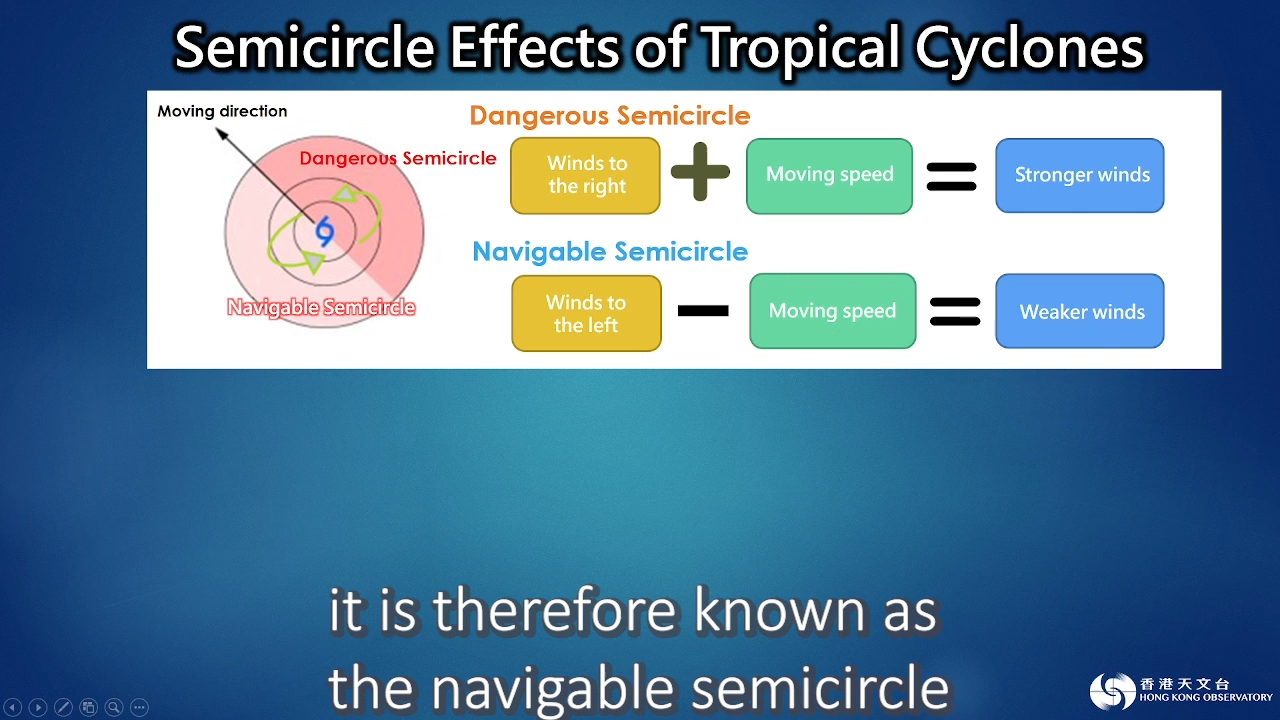 Semicircle Effects of Tropical Cyclones
Moving direction
Dangerous Semicircle
Navigable Semicircle
Dangerous Semicircle
Winds to
the right
Moving speed
Stronger winds
Navigable Semicircle
Winds to
the left
Moving speed
Weaker winds
it is therefore known as
the navigable semicircle
香港天文台
HONG KONG OBSERVATORY